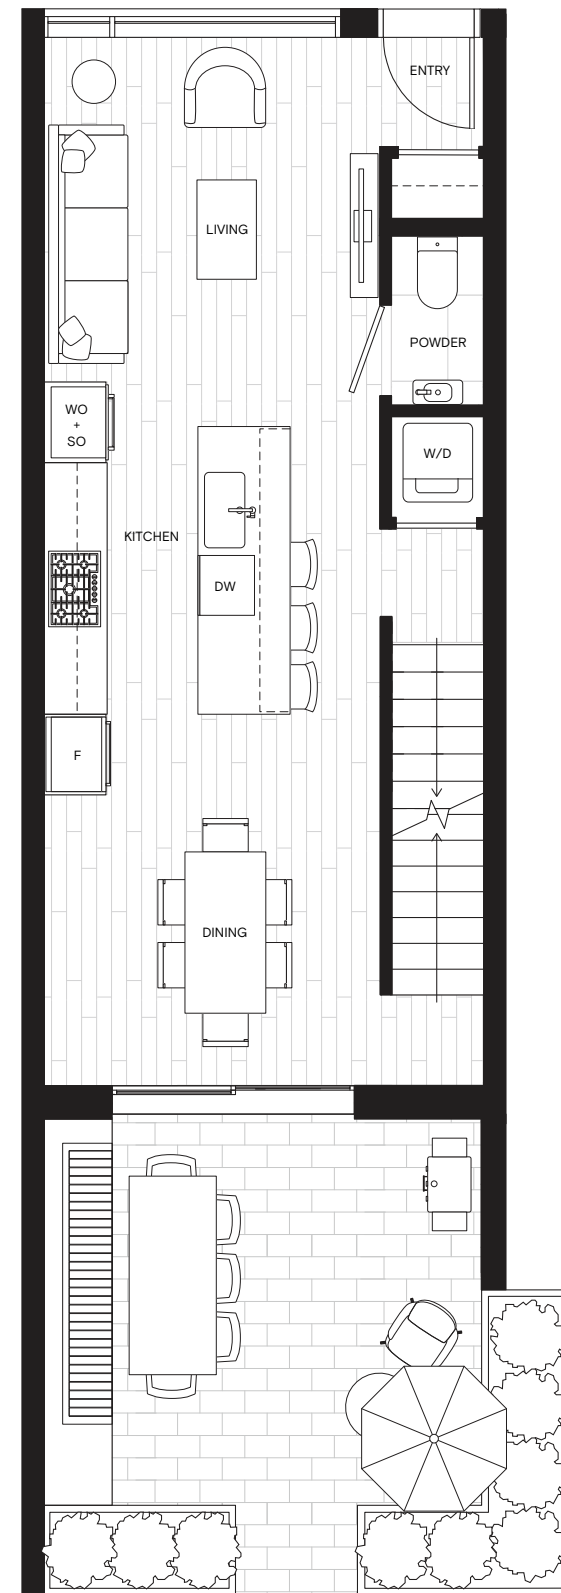 ENTRY
LIVING
POWDER
WO
+
SO
W/D
KITCHEN
DW
F
DINING